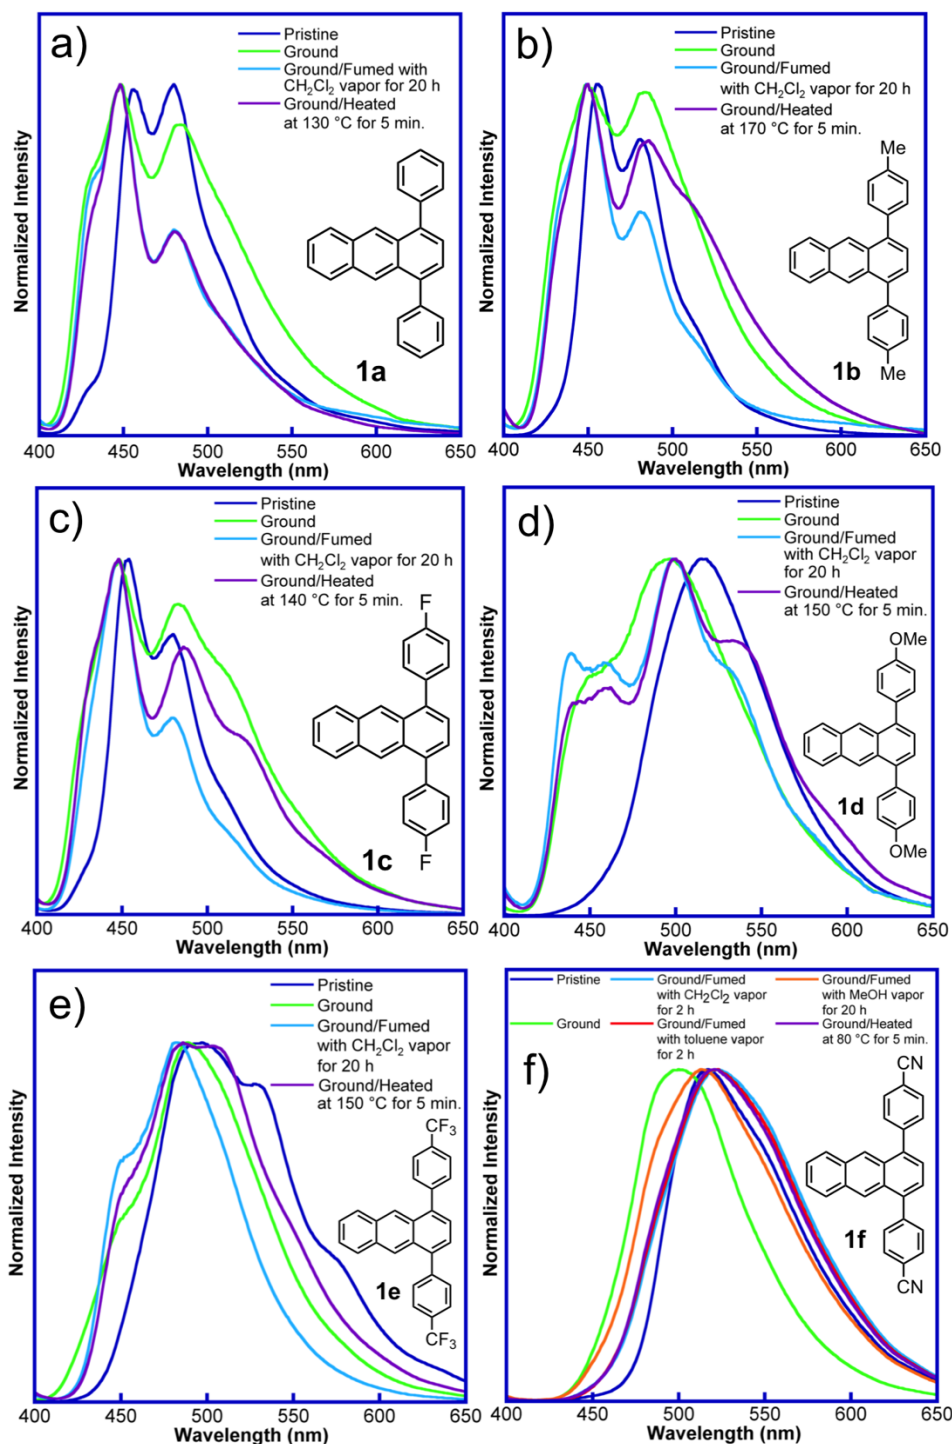 a)
Pristine
Ground
Ground/Fumed with
CH2Cl2 vapor for 20 h
Ground/Heated
at 130 °C for 5 min.
1a
Normalized Intensity
400 450 500 550 600 650
Wavelength (nm)
b)
Pristine
Ground
Ground/Fumed
with CH2Cl2 vapor for 20 h
Ground/Heated
at 170 °C for 5 min.
Me
1b
Me
Normalized Intensity
400 450 500 550 600 650
Wavelength (nm)
c)
Pristine
Ground
Ground/Fumed
with CH2Cl2 vapor for 20 h
Ground/Heated
at 140 °C for 5 min.
F
1c
F
Normalized Intensity
400 450 500 550 600 650
Wavelength (nm)
d)
Pristine
Ground
Ground/Fumed
with CH2Cl2 vapor
for 20 h
Ground/Heated
at 150 °C for 5 min.
OMe
1d
OMe
Normalized Intensity
400 450 500 550 600 650
Wavelength (nm)
e)
Pristine
Ground
Ground/Fumed
with CH2Cl2 vapor
for 20 h
Ground/Heated
at 150 °C for 5 min.
CF3
1e
CF3
Normalized Intensity
400 450 500 550 600 650
Wavelength (nm)
f)
Pristine
Ground/Fumed
with CH2Cl2 vapor
for 2 h
Ground/Fumed
with MeOH vapor
for 20 h
Ground
Ground/Fumed
with toluene vapor
for 2 h
Ground/Heated
at 80 °C for 5 min.
CN
1f
CN
Normalized Intensity
400 450 500 550 600 650
Wavelength (nm)